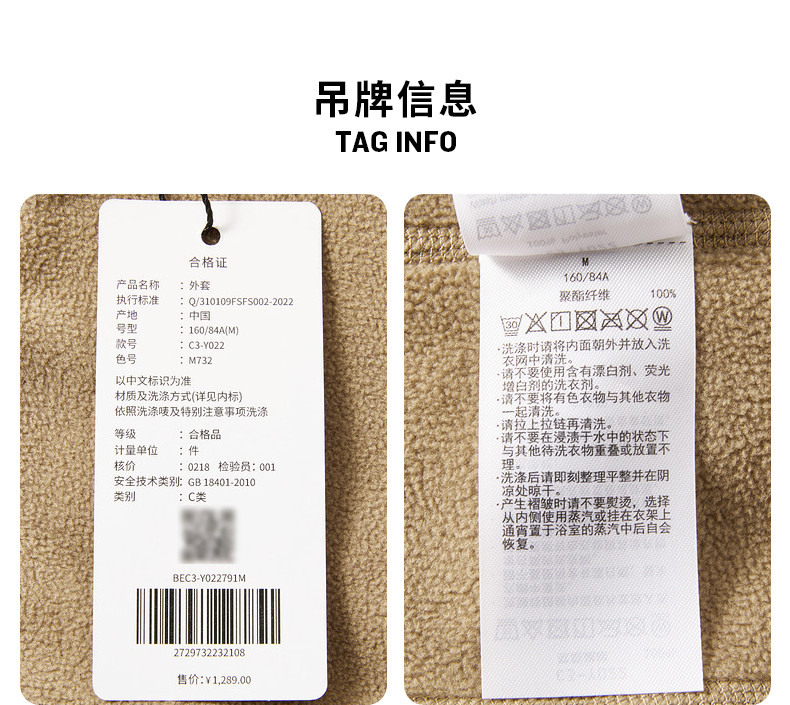 吊牌信息
TAG INFO
合格证
产品名称 : 外套
执行标准 : Q/310109FSFS002-2022
产地 : 中国
号型 : 160/84A(M)
款号 : C3-Y022
色号 : M732
以中文标识为准
材质及洗涤方式(详见内标)
依照洗涤唛及特别注意事项洗涤
等级 : 合格品
计量单位 : 件
核价 : 0218 检验员: 001
安全技术类别: GB 18401-2010
类别 : C类
BEC3-Y022791M
2729732232108
售价:¥1,289.00
M
160/84A
聚酯纤维 100%
30
W
·洗涤时请将内面朝外并放入洗
衣网中清洗。
·请不要使用含有漂白剂、荧光
增白剂的洗衣剂。
·请不要将有色衣物与其他衣物
一起清洗。
·请拉上拉链再清洗。
·请不要在浸渍于水中的状态下
与其他待洗衣物重叠或放置不
理。
·洗涤后请即刻整理平整并在阴
凉处晾干。
·产生褶皱时请不要熨烫，选择
从内侧使用蒸汽或挂在衣架上
通宵置于浴室的蒸汽中后自会
恢复。